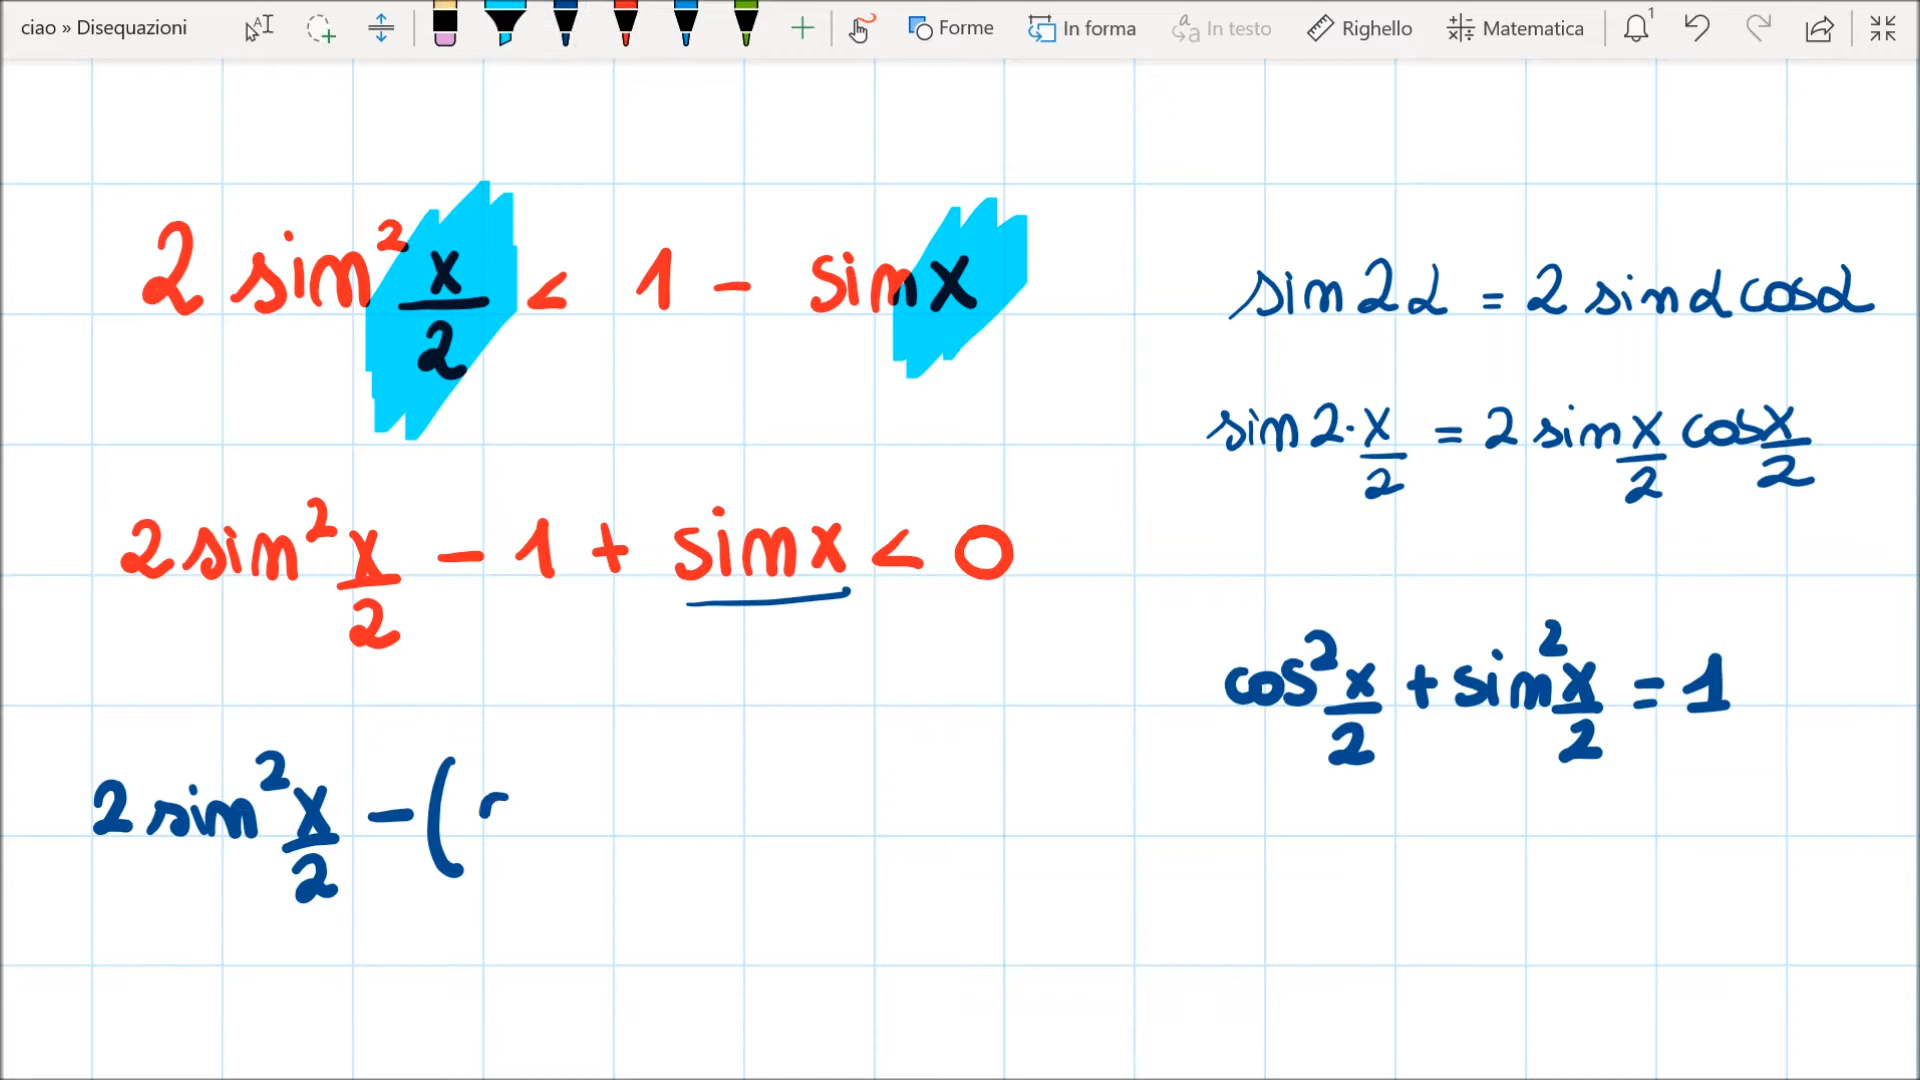 ciao » Disequazioni Forme In forma In testo Righello Matematica 1
2 sin² x/2 < 1 - sin x
sin 2α = 2 sin α cos α
sin 2·x/2 = 2 sin x/2 cos x/2
2 sin² x/2 - 1 + sin x < 0
cos² x/2 + sin² x/2 = 1
2 sin² x/2 - (